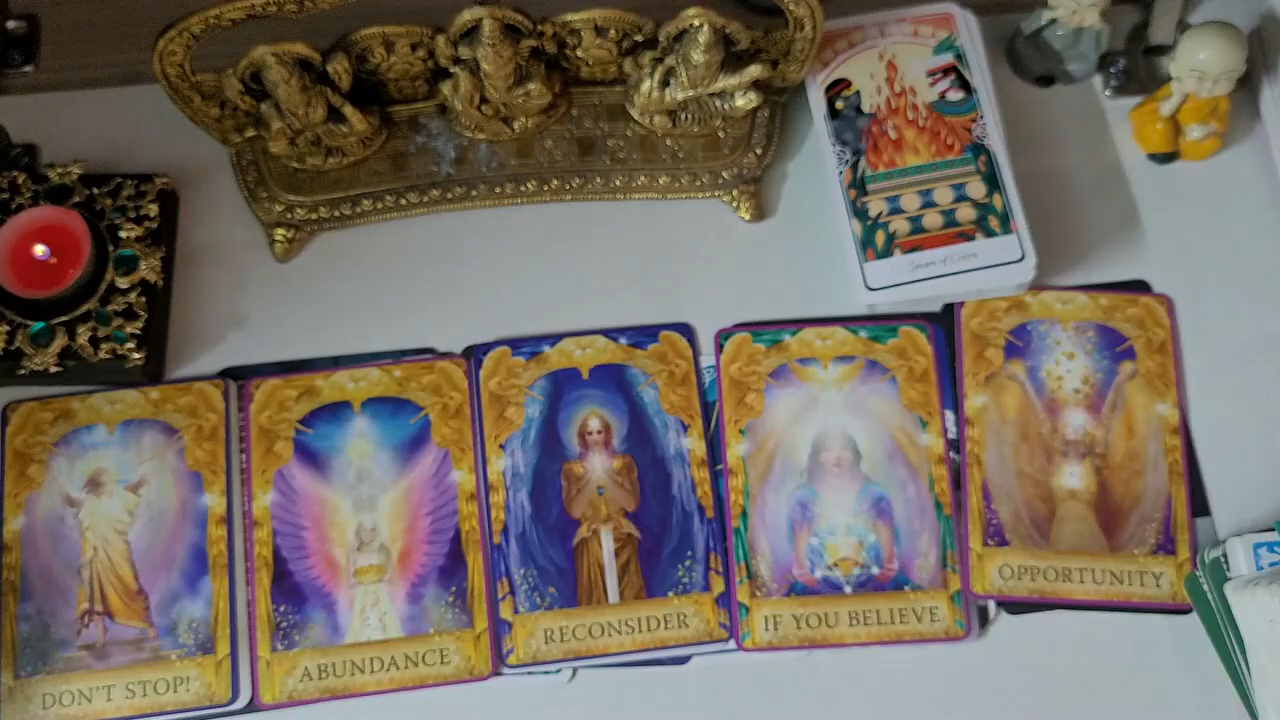 DON'T STOP!
ABUNDANCE
RECONSIDER
IF YOU BELIEVE
OPPORTUNITY